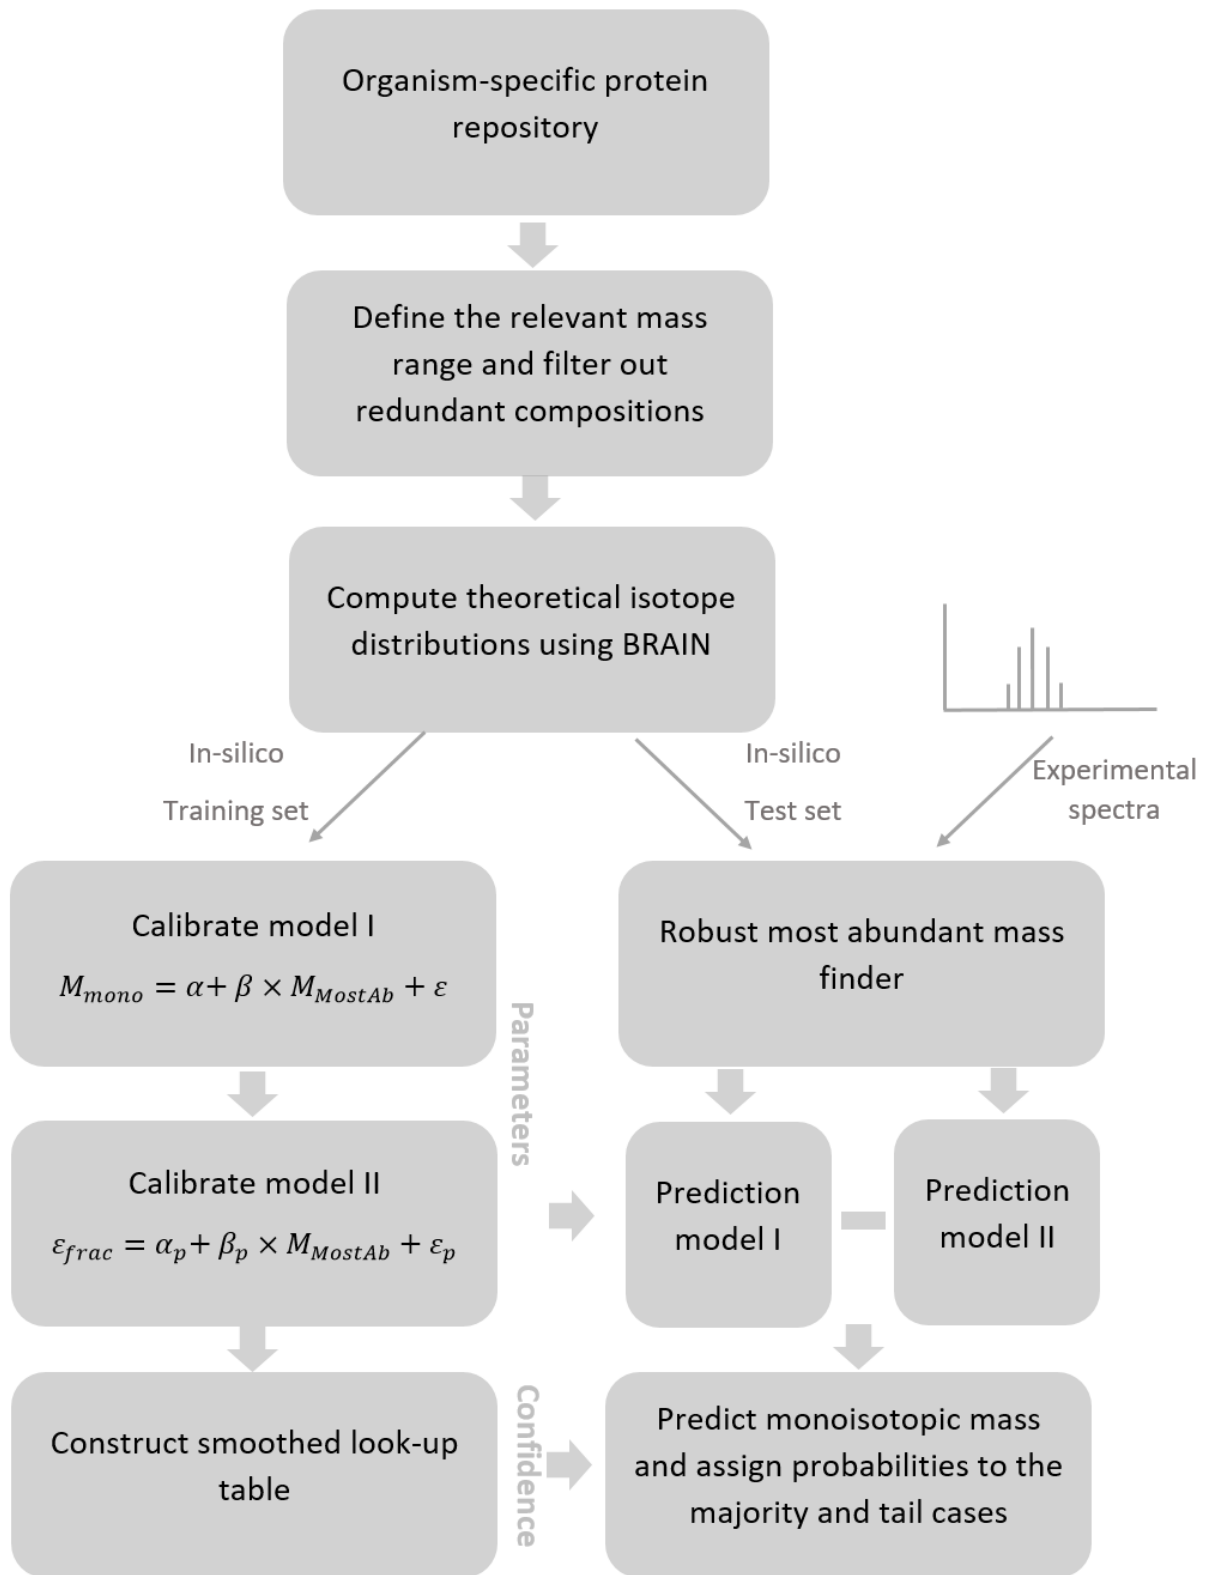 Organism-specific protein
repository
Define the relevant mass
range and filter out
redundant compositions
Compute theoretical isotope
distributions using BRAIN
In-silico
Training set
In-silico
Test set
Experimental
spectra
Calibrate model I
M_mono = α + β × M_MostAb + ε
Robust most abundant mass
finder
Parameters
Calibrate model II
ε_frac = α_p + β_p × M_MostAb + ε_p
Prediction
model I
Prediction
model II
Construct smoothed look-up
table
Confidence
Predict monoisotopic mass
and assign probabilities to the
majority and tail cases